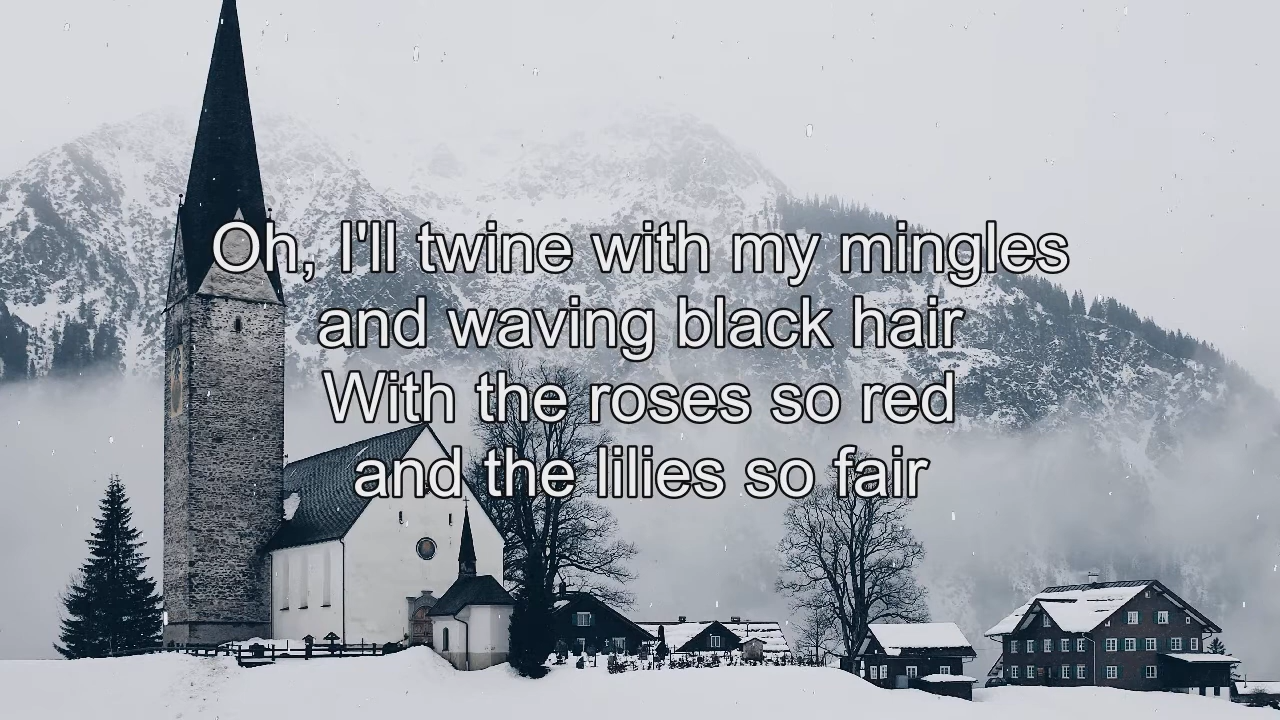 Oh, I'll twine with my mingles
and waving black hair
With the roses so red
and the lilies so fair